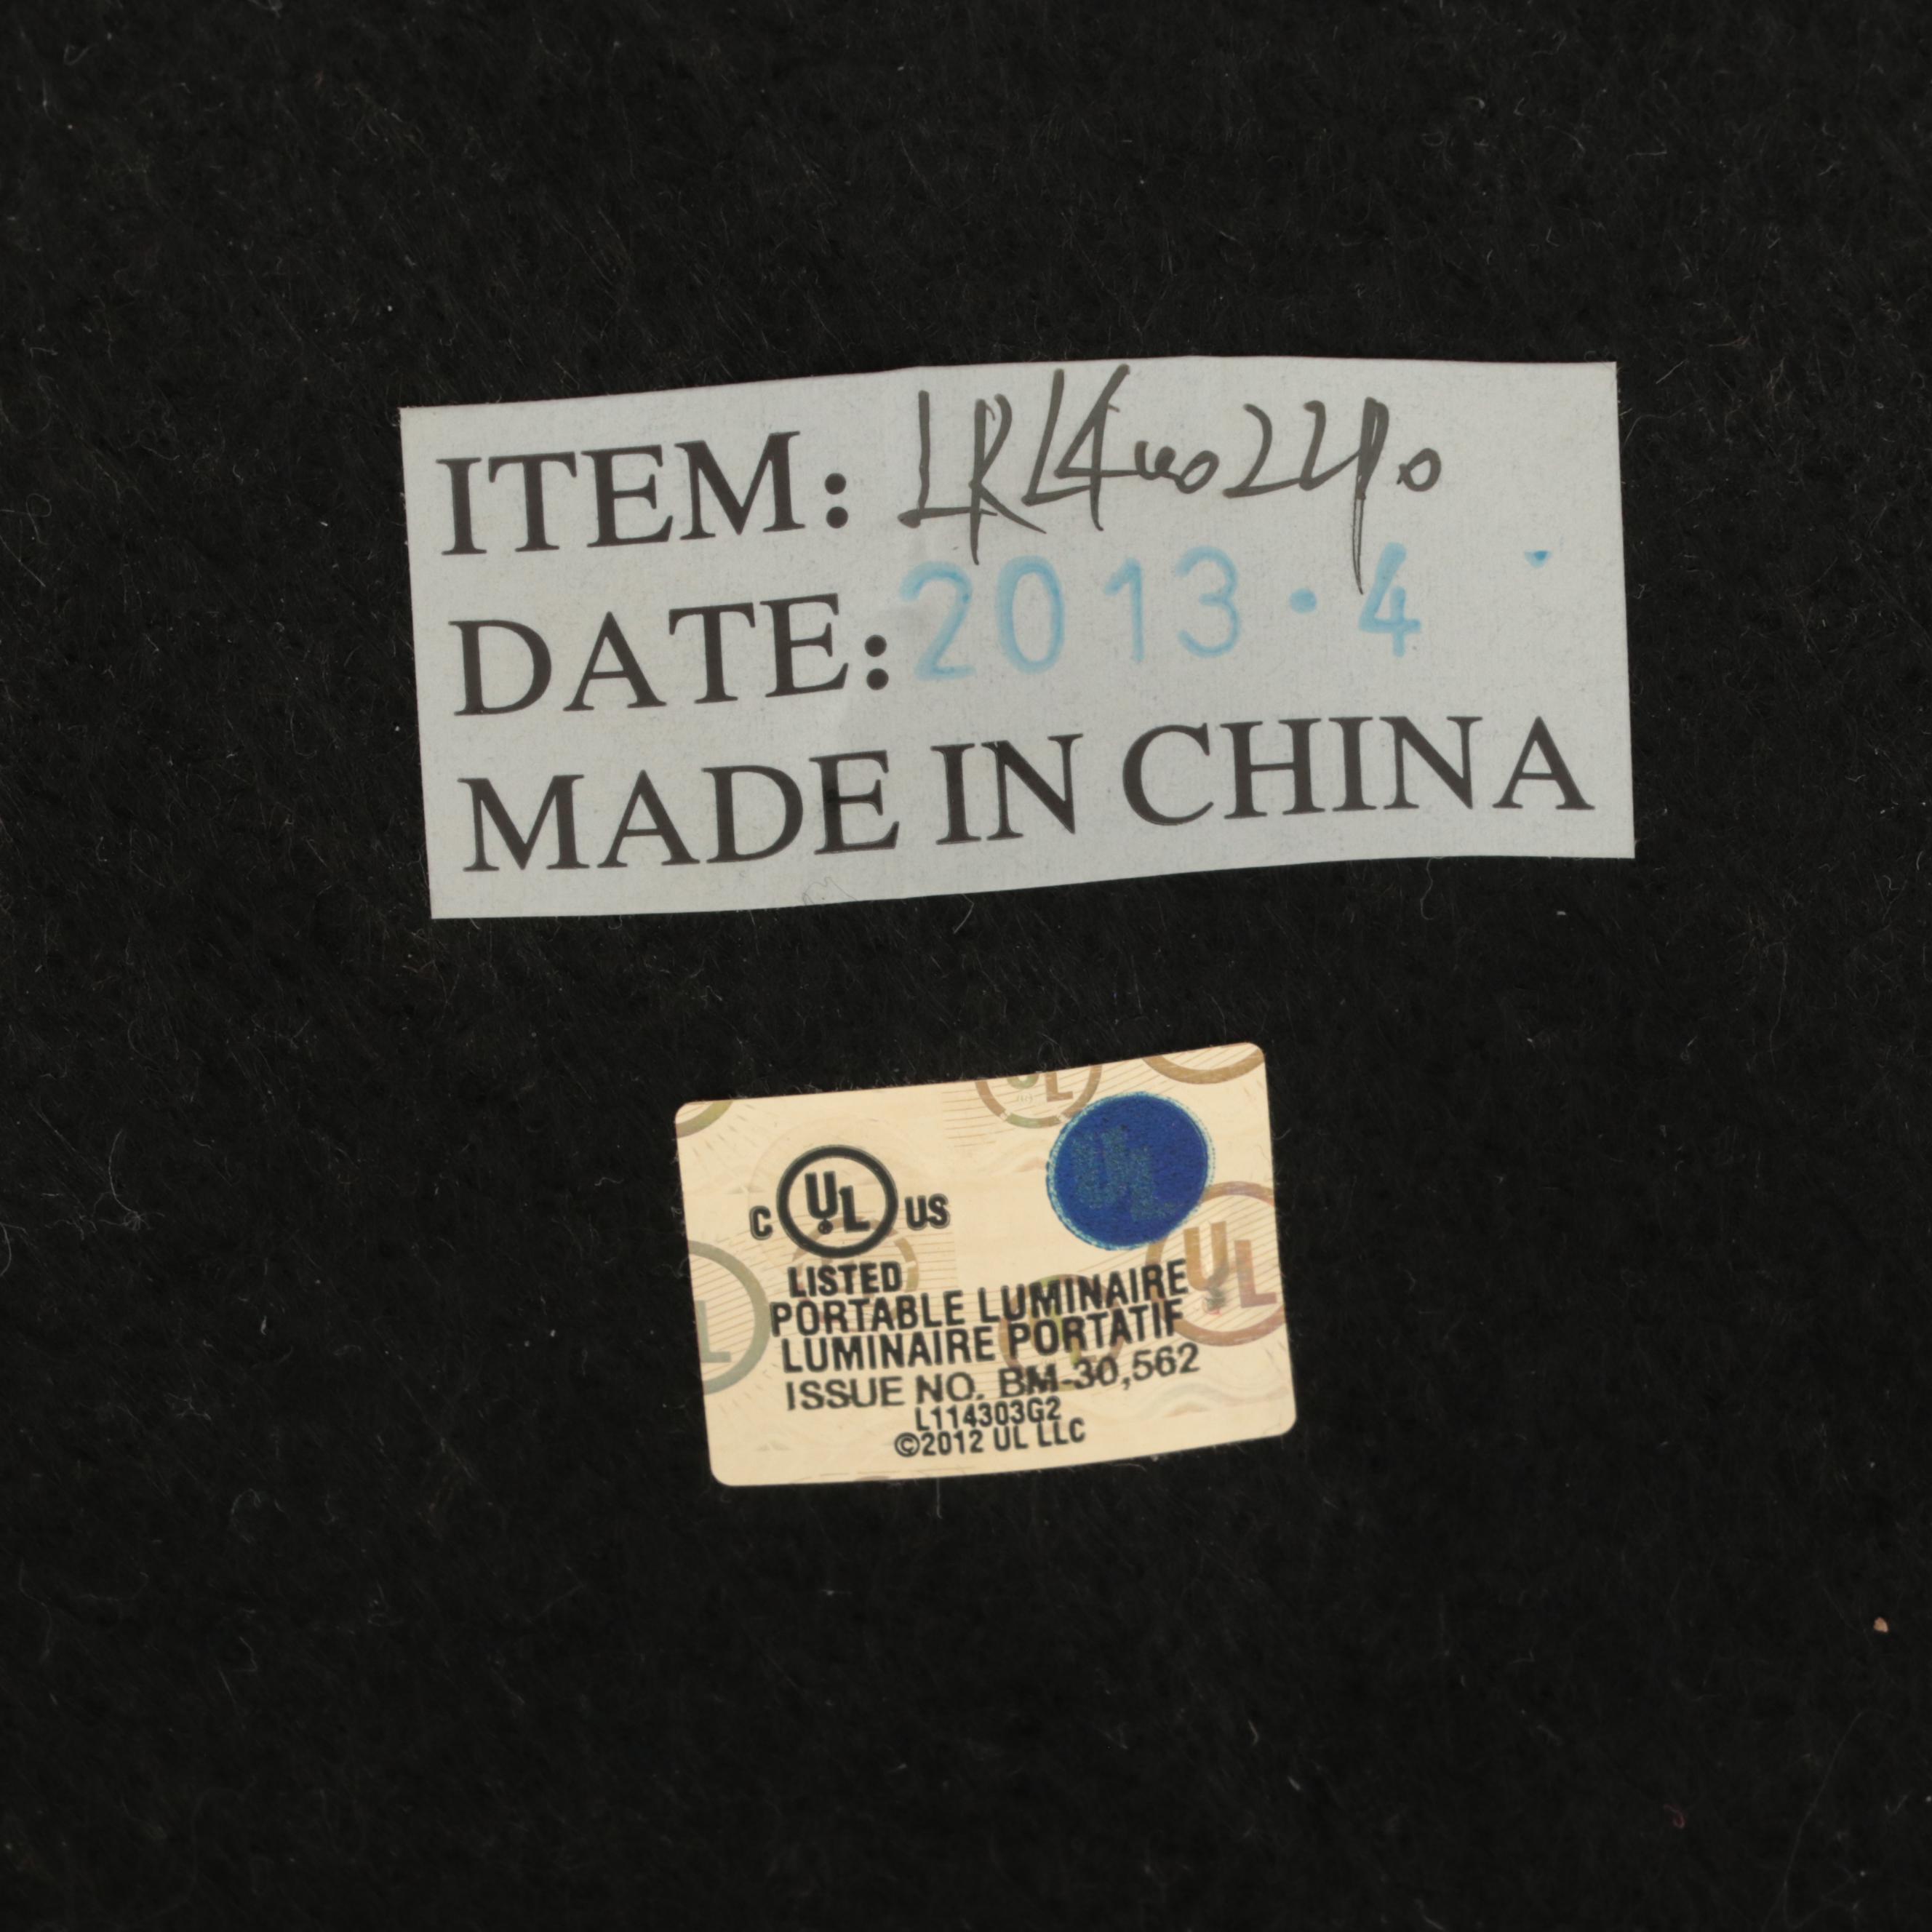 ITEM:
DATE: 2013·4
MADE IN CHINA
C UL US
UL
LISTED
PORTABLE LUMINAIRE
LUMINAIRE PORTATIF
ISSUE NO. BM-30,562
L114303G2
©2012 UL LLC